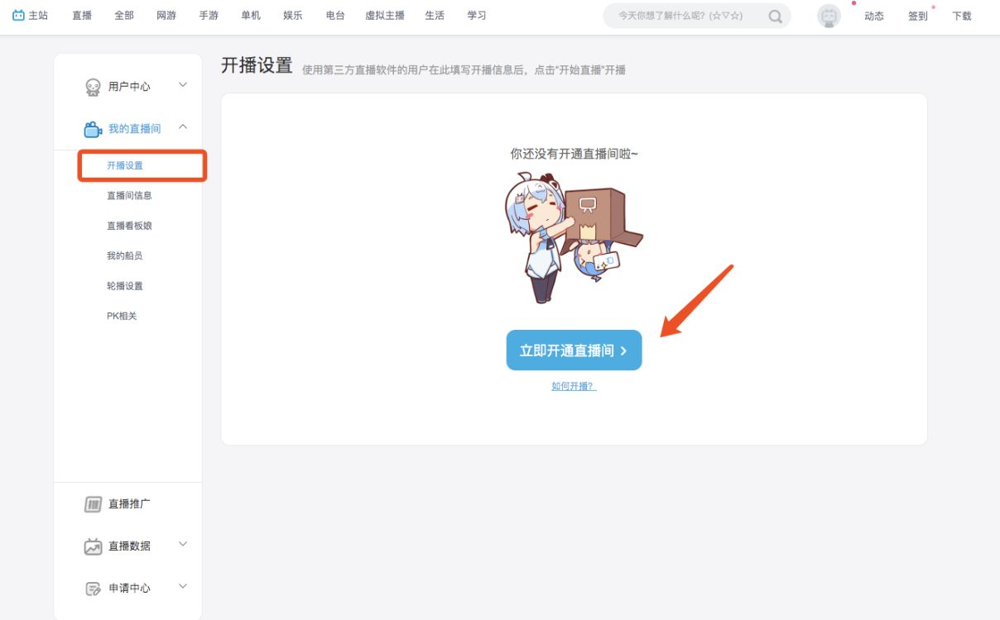 主站 直播 全部 网游 手游 单机 娱乐 电台 虚拟主播 生活 学习 今天你想了解什么呢? (☆▽☆) 动态 签到 下载
开播设置 使用第三方直播软件的用户在此填写开播信息后，点击“开始直播”开播
用户中心
我的直播间
开播设置
直播间信息
直播看板娘
我的船员
轮播设置
PK相关
你还没有开通直播间啦~
立即开通直播间 >
如何开播?
推 直播推广
直播数据
申请中心